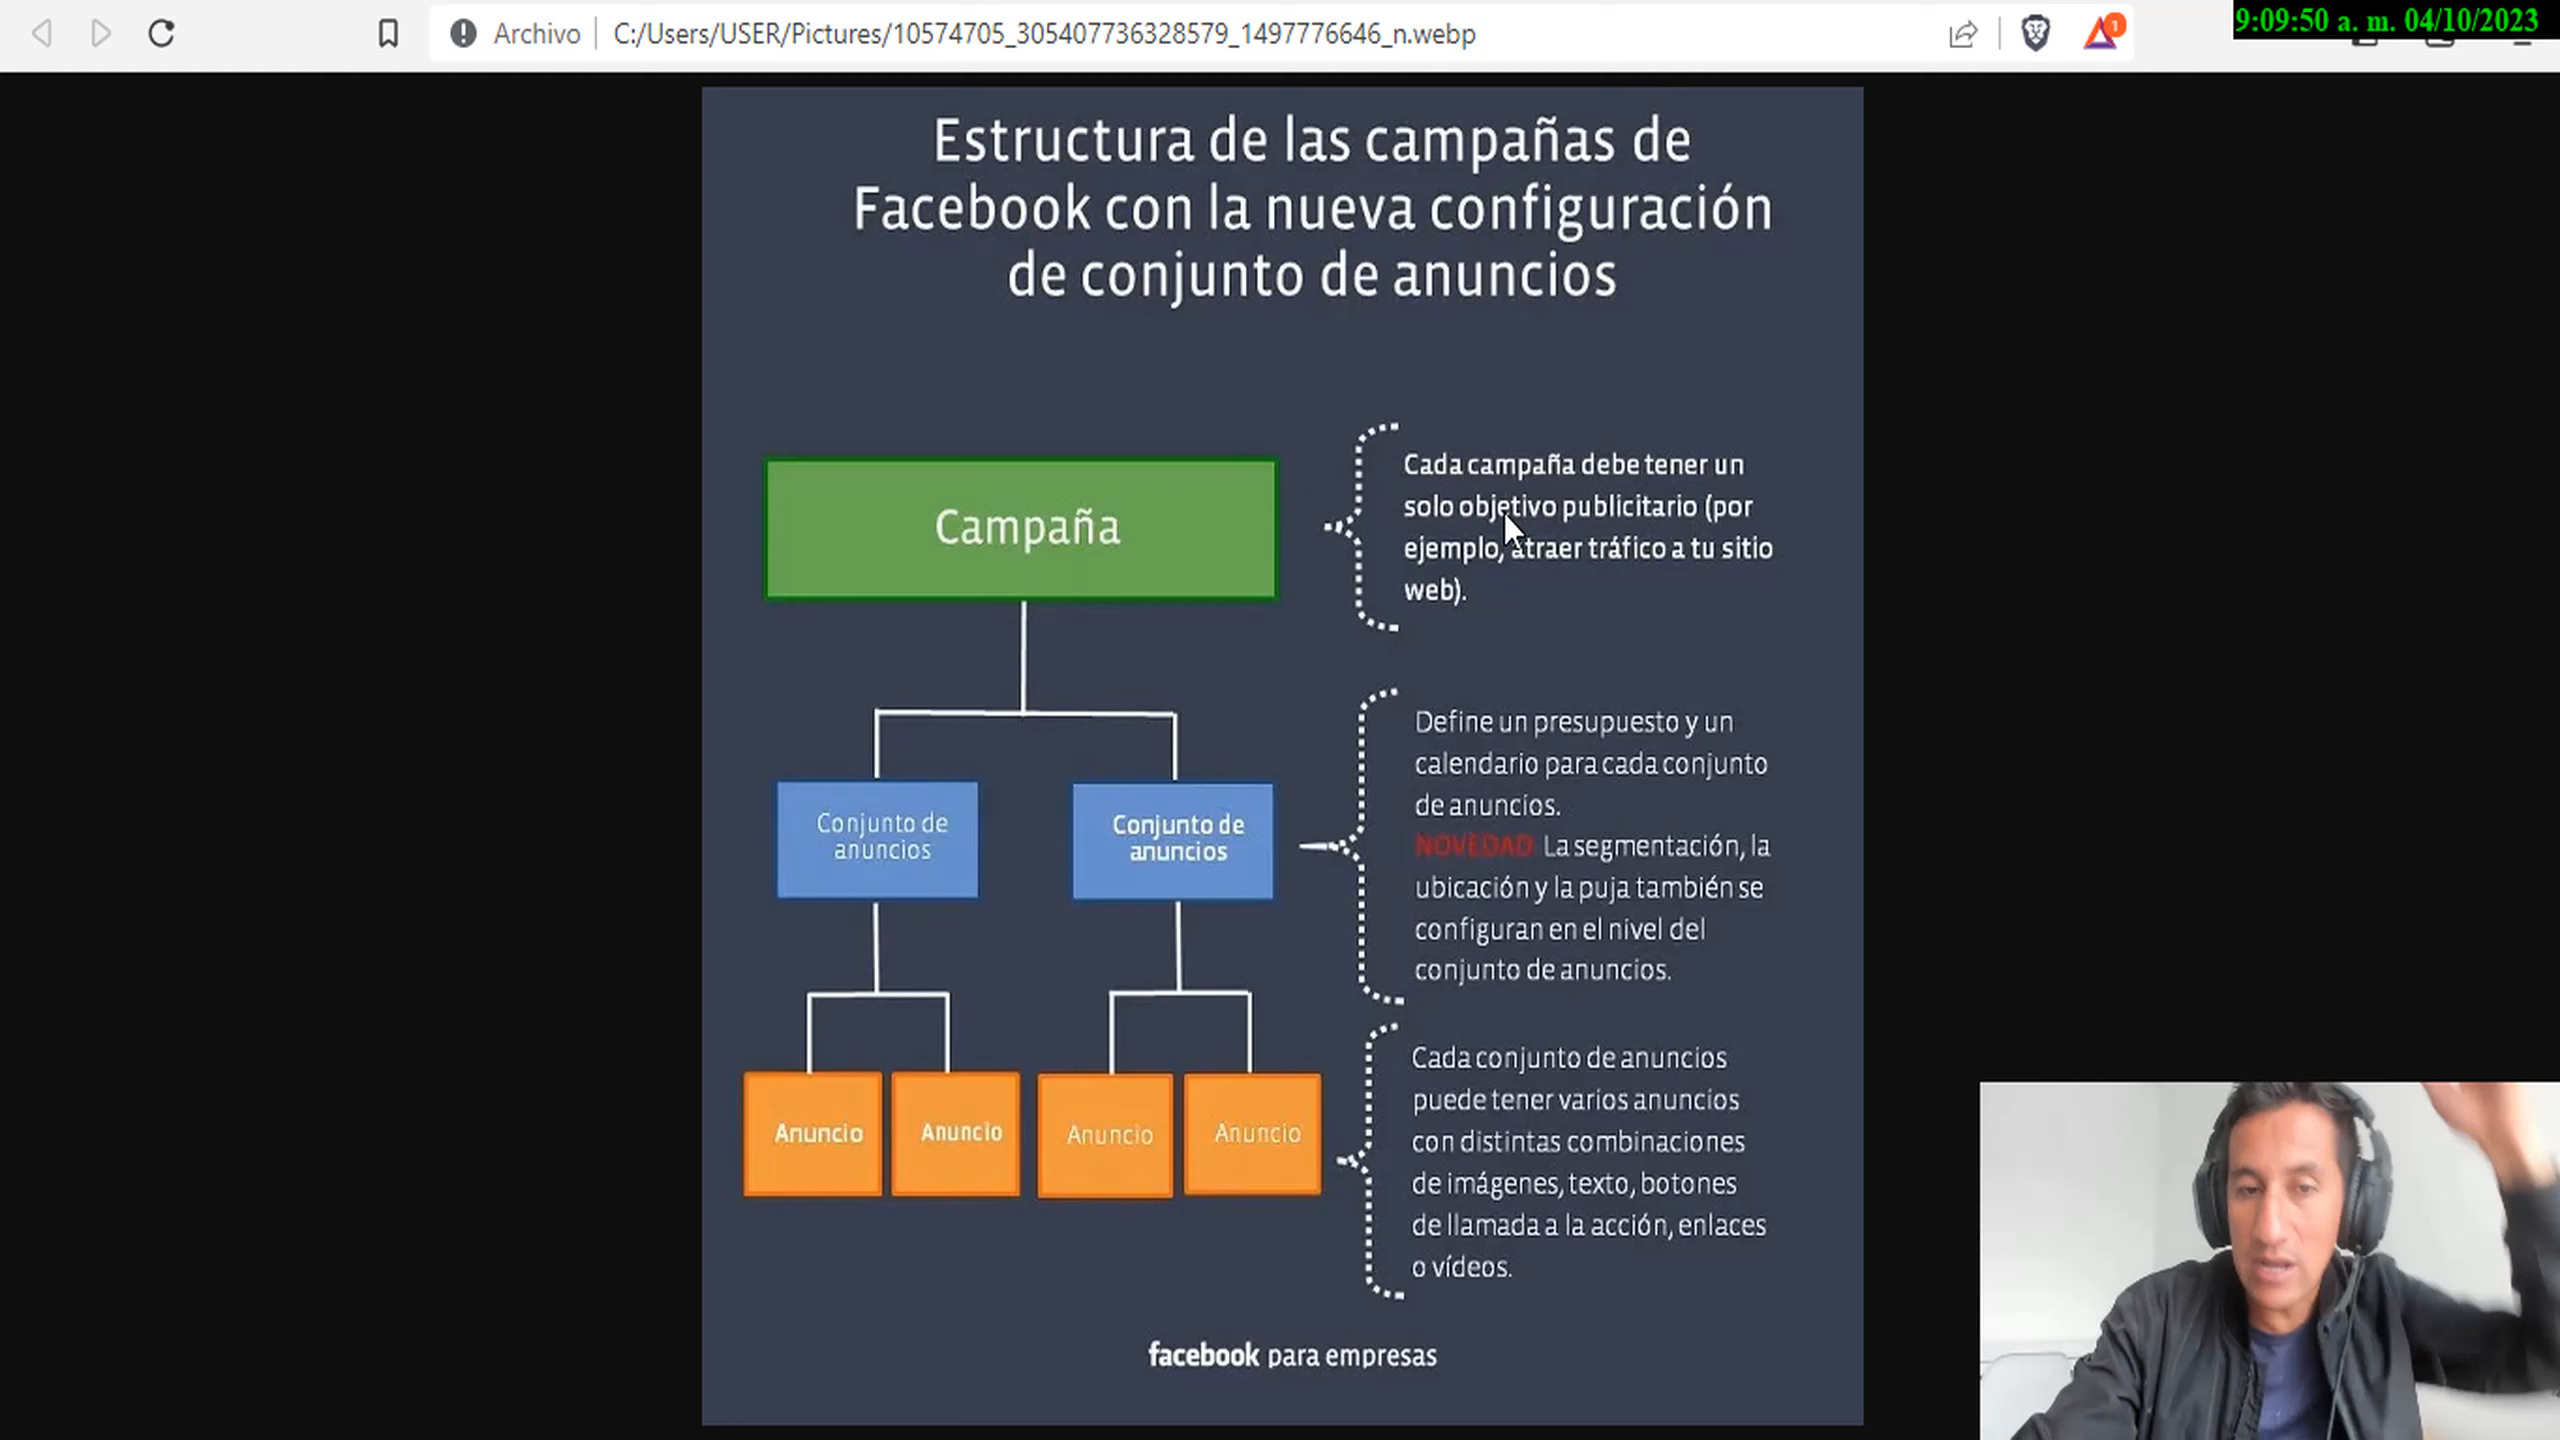 Archivo
C:/Users/USER/Pictures/10574705_305407736328579_1497776646_n.webp
1
9:09:50 a. m. 04/10/2023
Estructura de las campañas de
Facebook con la nueva configuración
de conjunto de anuncios
Campaña
Cada campaña debe tener un
solo objetivo publicitario (por
ejemplo, atraer tráfico a tu sitio
web).
Conjunto de
anuncios
Conjunto de
anuncios
Define un presupuesto y un
calendario para cada conjunto
de anuncios.
NOVEDAD La segmentación, la
ubicación y la puja también se
configuran en el nivel del
conjunto de anuncios.
Anuncio
Anuncio
Anuncio
Anuncio
Cada conjunto de anuncios
puede tener varios anuncios
con distintas combinaciones
de imágenes, texto, botones
de llamada a la acción, enlaces
o vídeos.
facebook para empresas